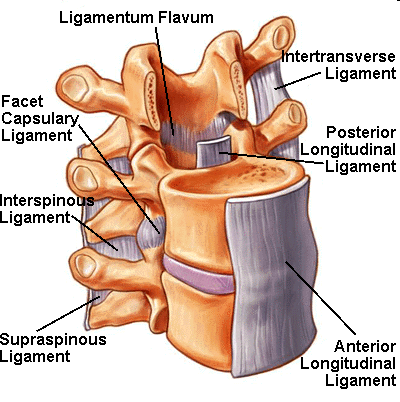 Ligamentum Flavum
Intertransverse
Ligament
Facet
Capsulary
Ligament
Posterior
Longitudinal
Ligament
Interspinous
Ligament
Supraspinous
Ligament
Anterior
Longitudinal
Ligament